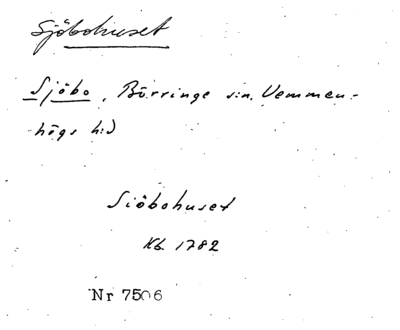 Sjöbohuset
Sjöbo, Börringe sn. Vemmen-
högs hd
Siöbohuset
Kb. 1782
Nr 7506